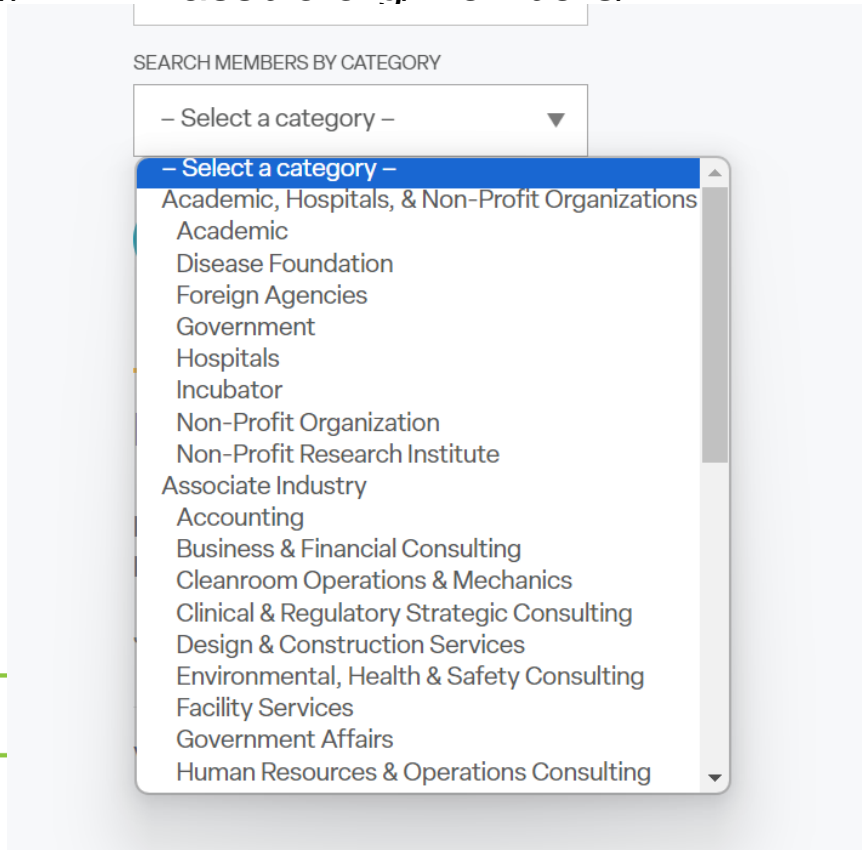 SEARCH MEMBERS BY CATEGORY
– Select a category –
– Select a category –
Academic, Hospitals, & Non-Profit Organizations
Academic
Disease Foundation
Foreign Agencies
Government
Hospitals
Incubator
Non-Profit Organization
Non-Profit Research Institute
Associate Industry
Accounting
Business & Financial Consulting
Cleanroom Operations & Mechanics
Clinical & Regulatory Strategic Consulting
Design & Construction Services
Environmental, Health & Safety Consulting
Facility Services
Government Affairs
Human Resources & Operations Consulting